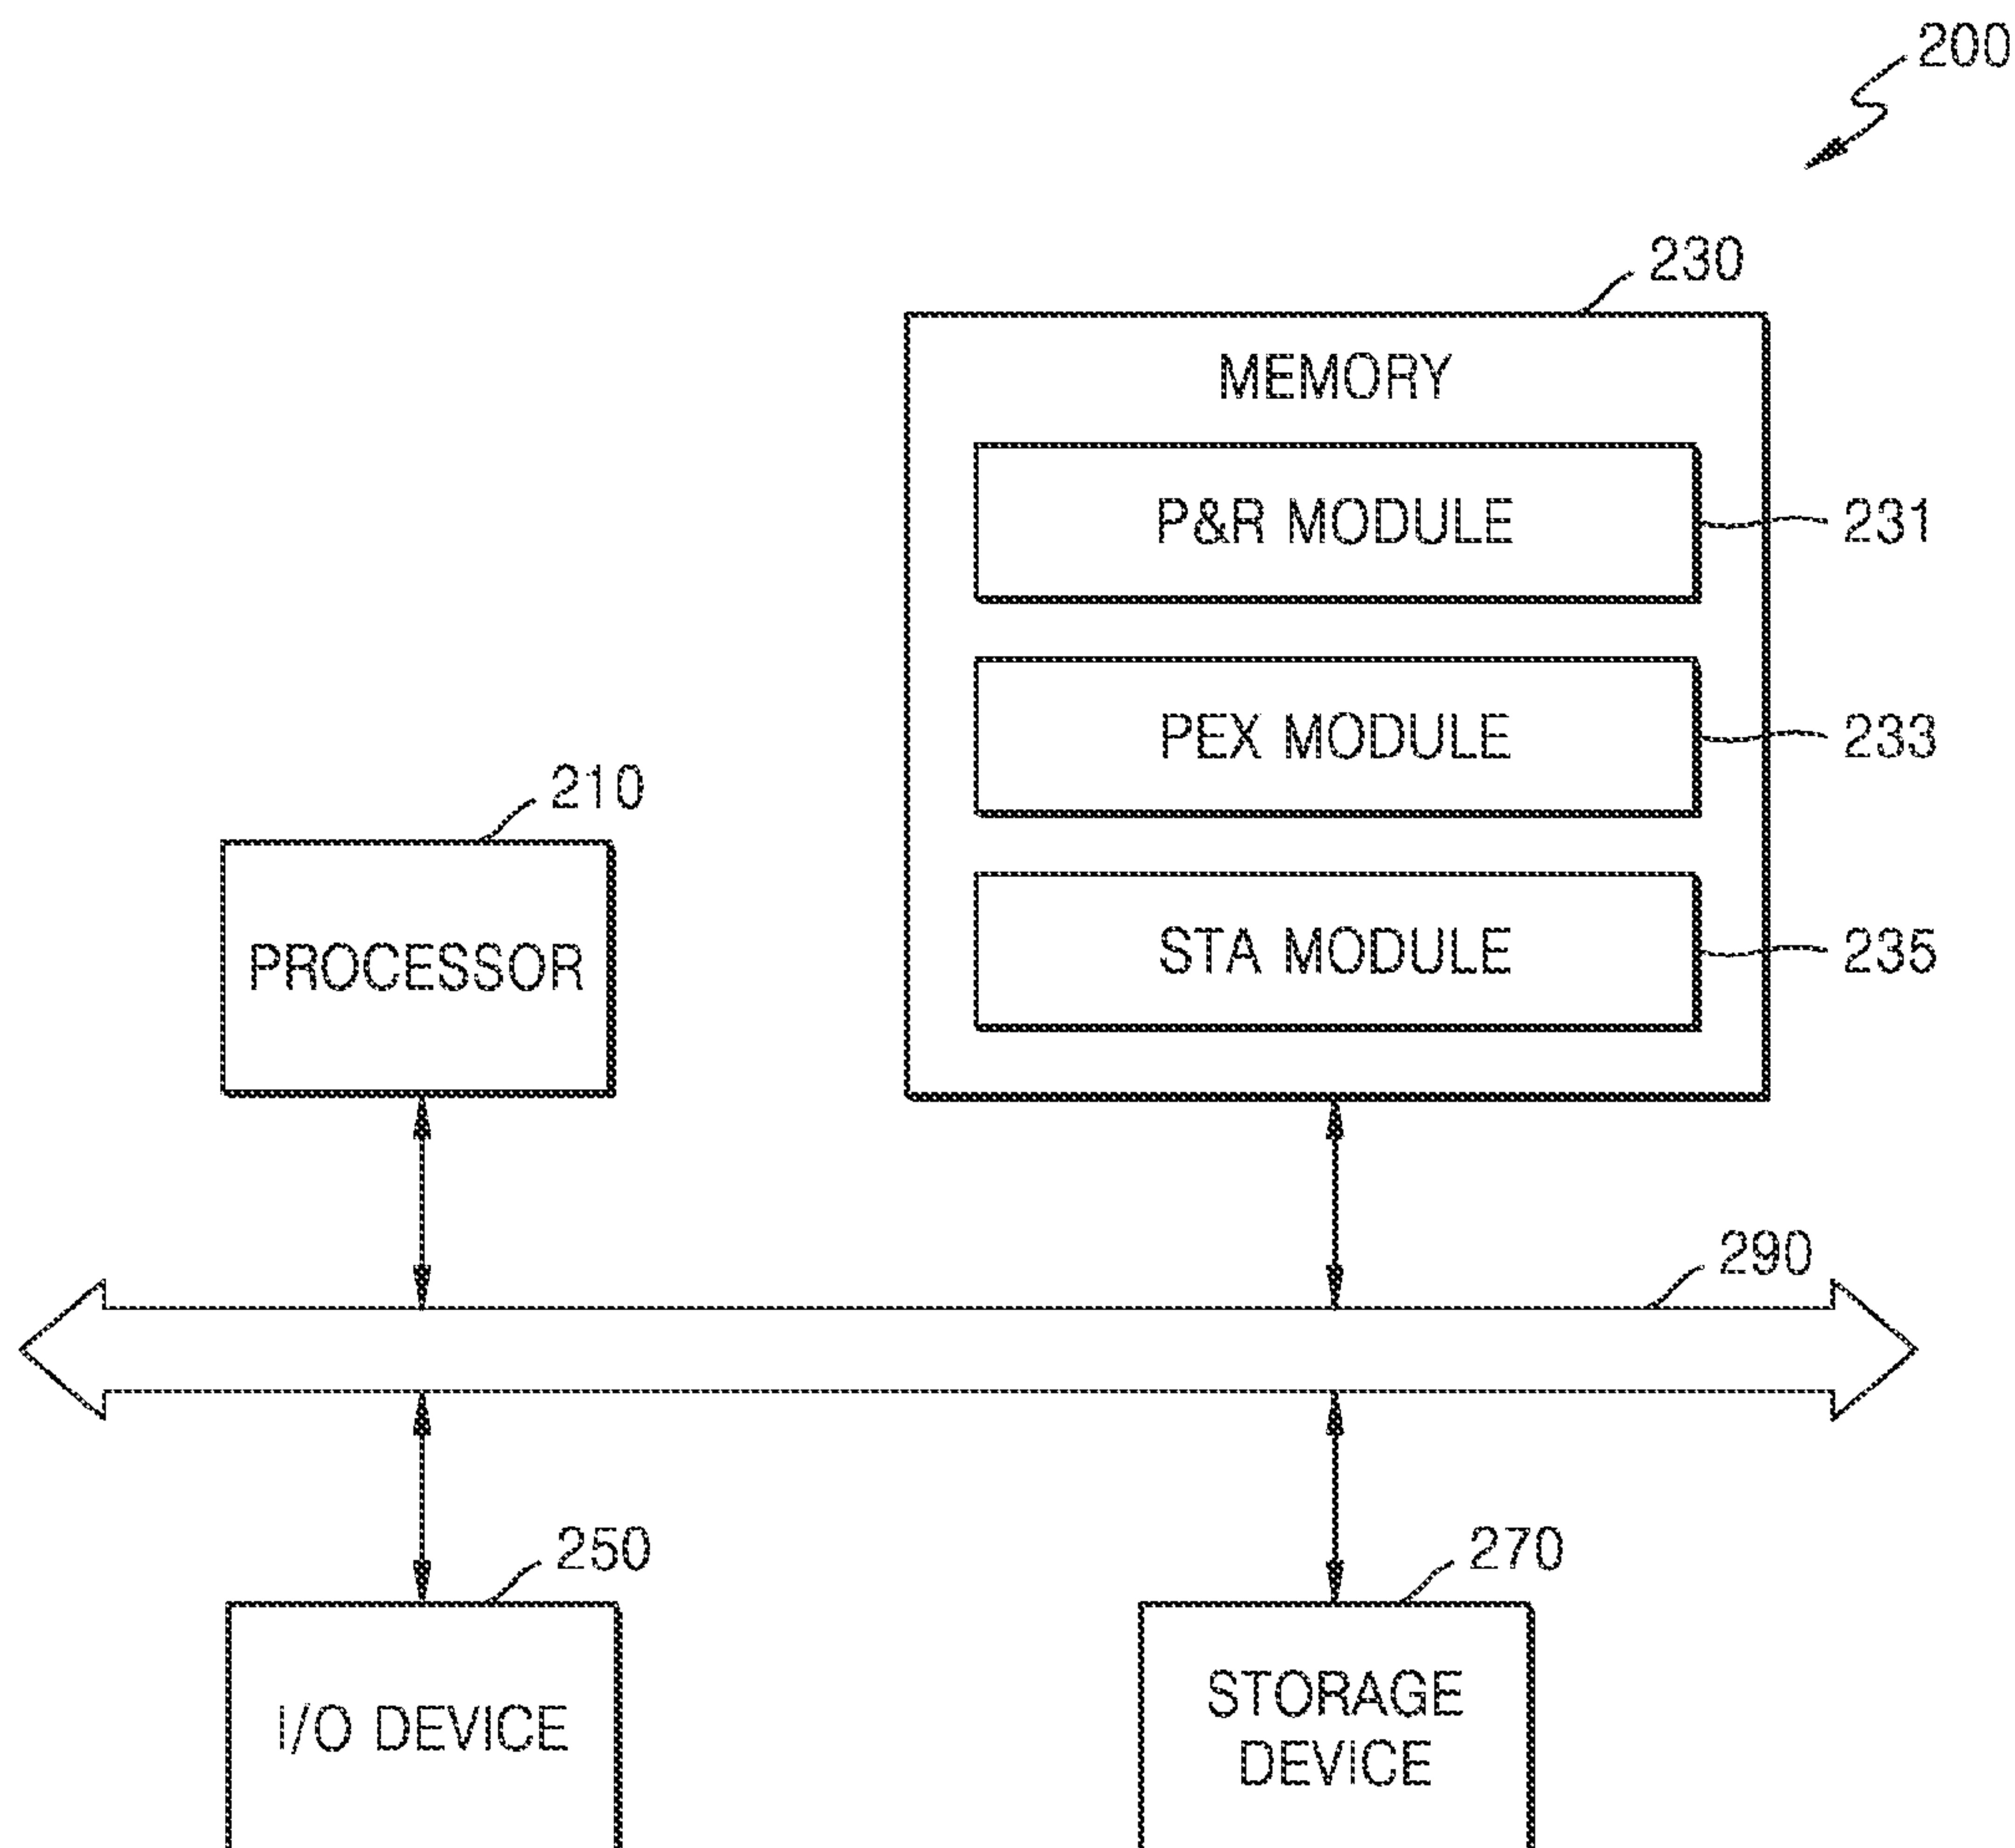 200
230
MEMORY
P&R MODULE
231
PEX MODULE
233
210
STA MODULE
235
PROCESSOR
290
250
270
I/O DEVICE
STORAGE
DEVICE